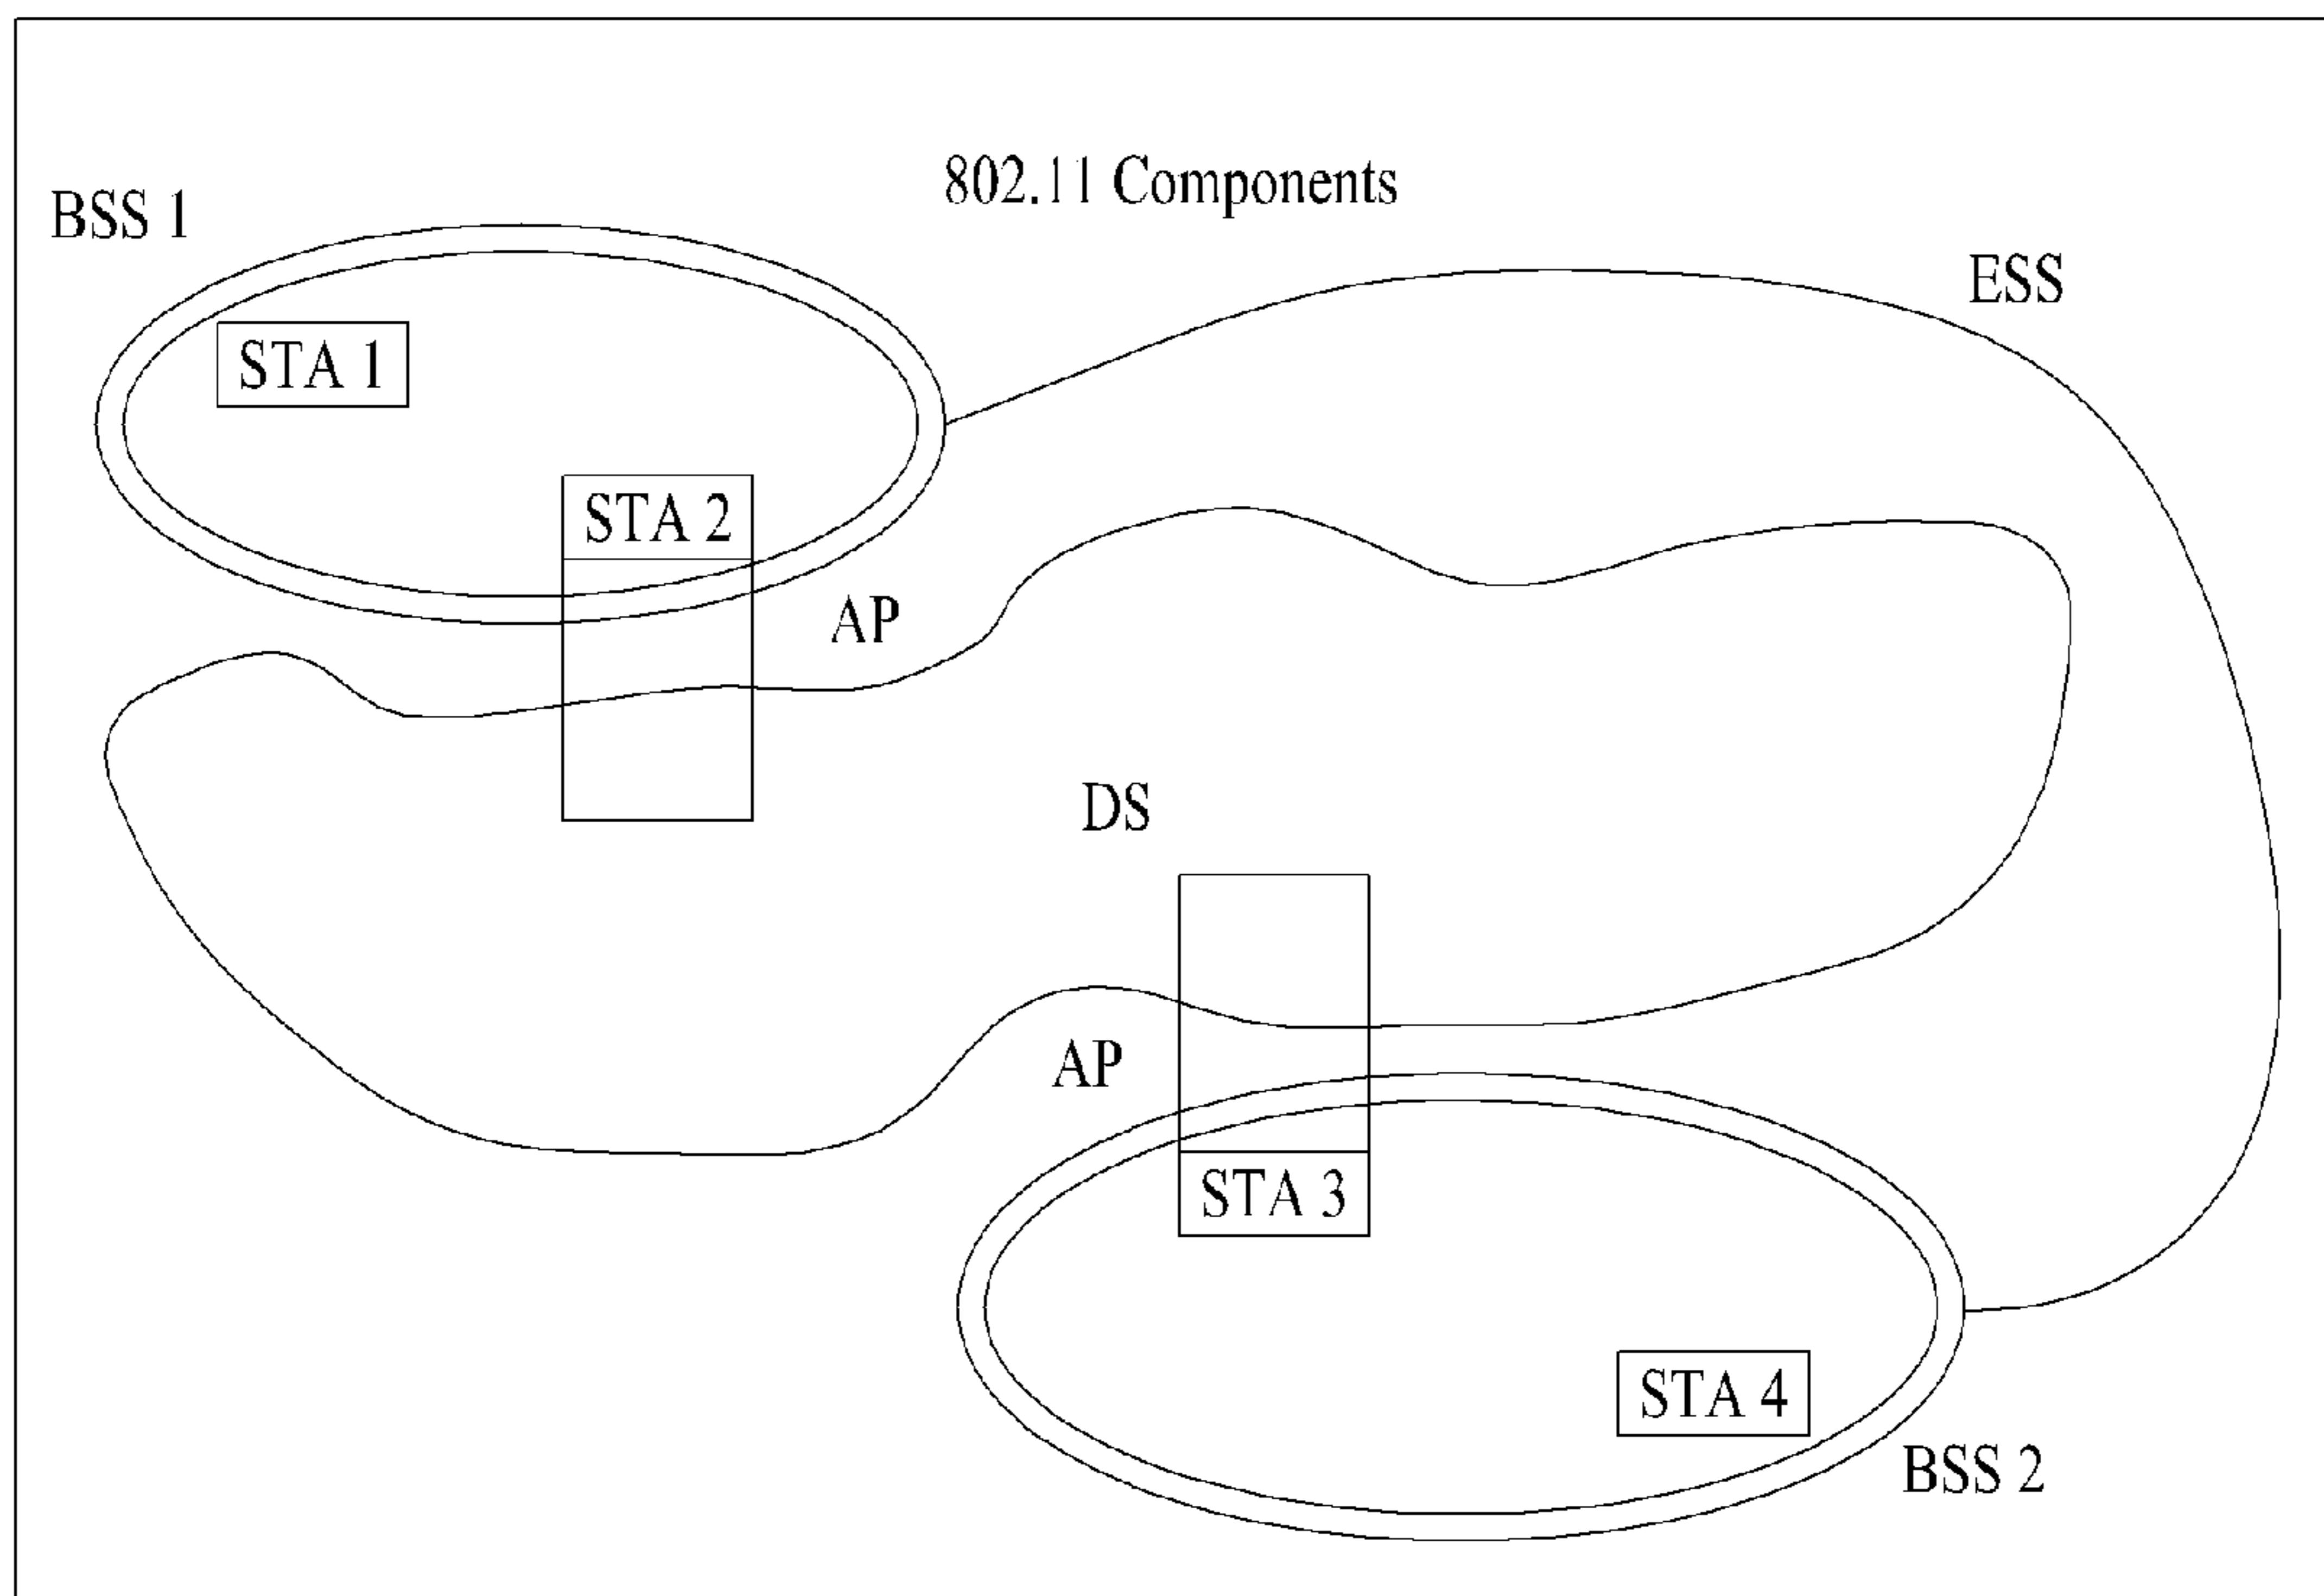 802.11 Components
BSS 1
ESS
STA 1
STA 2
AP
DS
AP
STA 3
STA 4
BSS 2